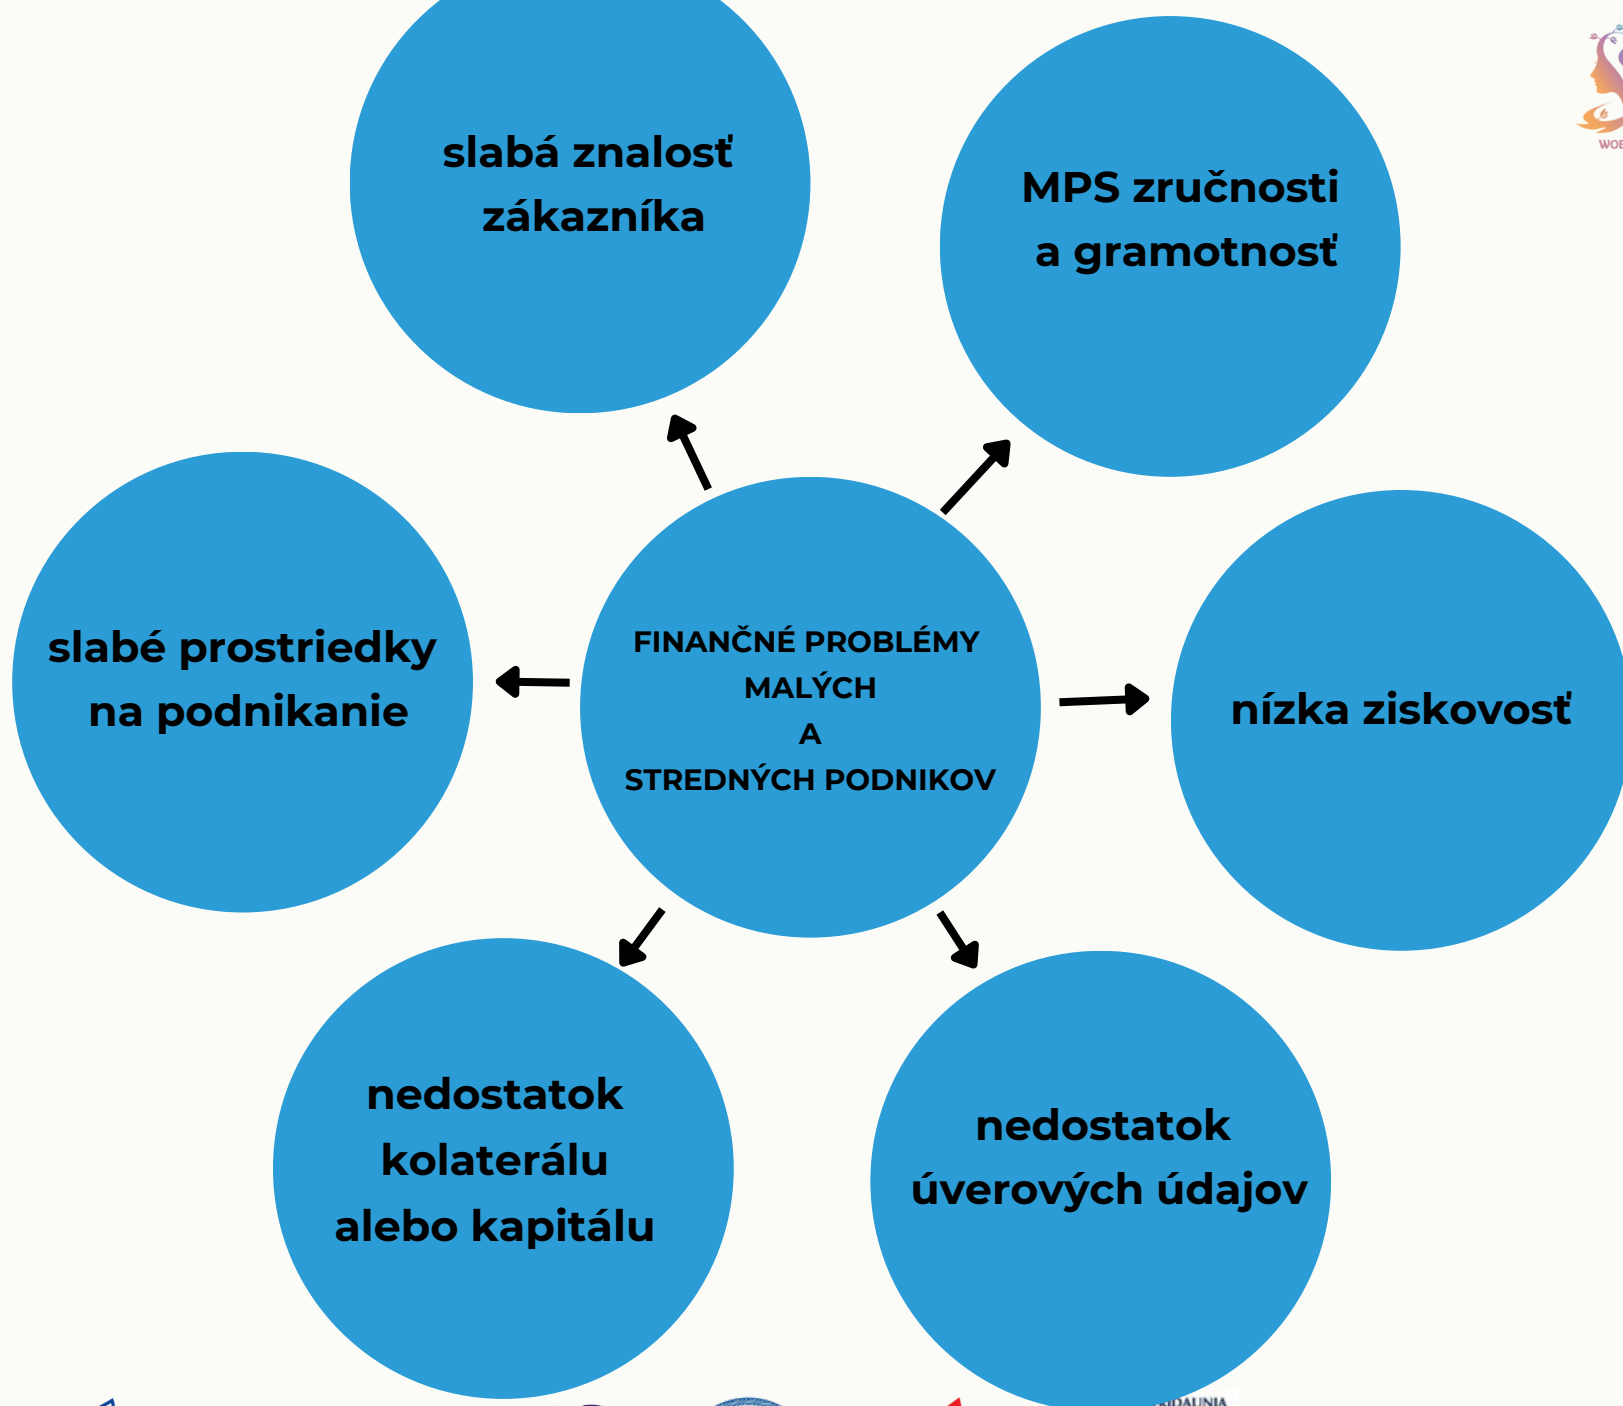 slabá znalosť
zákazníka
MPS zručnosti
a gramotnosť
slabé prostriedky
na podnikanie
FINANČNÉ PROBLÉMY
MALÝCH
A
STREDNÝCH PODNIKOV
nízka ziskovosť
nedostatok
kolaterálu
alebo kapitálu
nedostatok
úverových údajov